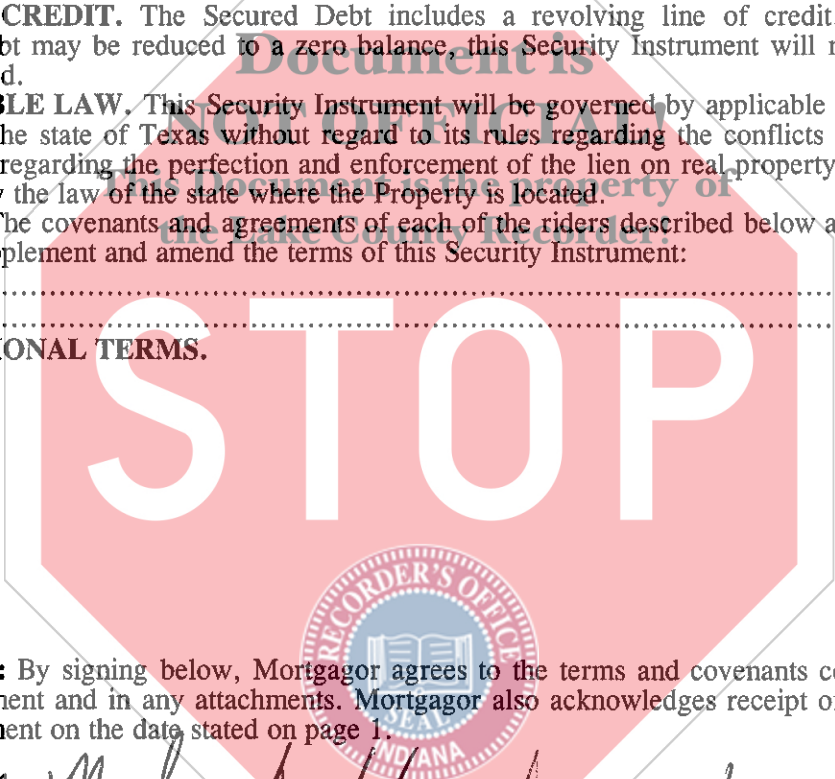 CREDIT. The Secured Debt includes a revolving line of credit.
bt may be reduced to a zero balance, this Security Instrument will
Document is
d.
BLE LAW. This Security Instrument will be governed by applicable
NOT OFFICIAL!
he state of Texas without regard to its rules regarding the conflicts
regarding the perfection and enforcement of the lien on real property
This Document is the property of
the law of the state where the Property is located.
The covenants and agreements of each of the riders described below a
the Lake County Recorder!
plement and amend the terms of this Security Instrument:
IONAL TERMS.
STOP
RECORDER'S OFFICE
: By signing below, Mortgagor agrees to the terms and covenants co
nent and in any attachments. Mortgagor also acknowledges receipt o
SEAL
nent on the date stated on page 1.
INDIANA